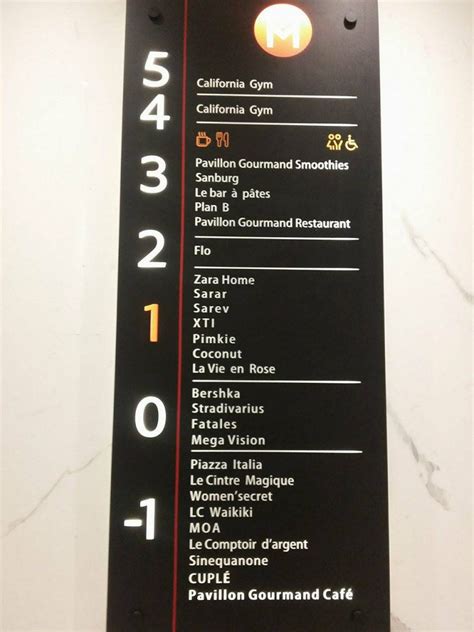 M
5
California Gym
4
California Gym
3
Pavillon Gourmand Smoothies
Sanburg
Le bar à pâtes
Plan B
Pavillon Gourmand Restaurant
2
Flo
1
Zara Home
Sarar
Sarev
XTI
Pimkie
Coconut
La Vie en Rose
0
Bershka
Stradivarius
Fatales
Mega Vision
-1
Piazza Italia
Le Cintre Magique
Women'secret
LC Waikiki
MOA
Le Comptoir d'argent
Sinequanone
CUPLÉ
Pavillon Gourmand Café